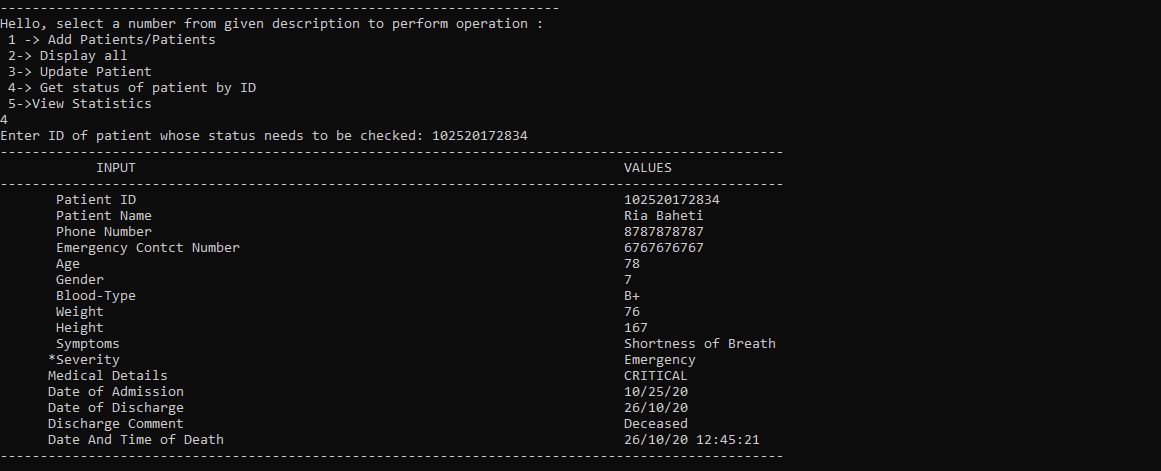 Hello, select a number from given description to perform operation :
1 -> Add Patients/Patients
2-> Display all
3-> Update Patient
4-> Get status of patient by ID
5->View Statistics
4
Enter ID of patient whose status needs to be checked: 102520172834
INPUT VALUES
Patient ID 102520172834
Patient Name Ria Baheti
Phone Number 8787878787
Emergency Contct Number 6767676767
Age 78
Gender 7
Blood-Type B+
Weight 76
Height 167
Symptoms Shortness of Breath
*Severity Emergency
Medical Details CRITICAL
Date of Admission 10/25/20
Date of Discharge 26/10/20
Discharge Comment Deceased
Date And Time of Death 26/10/20 12:45:21